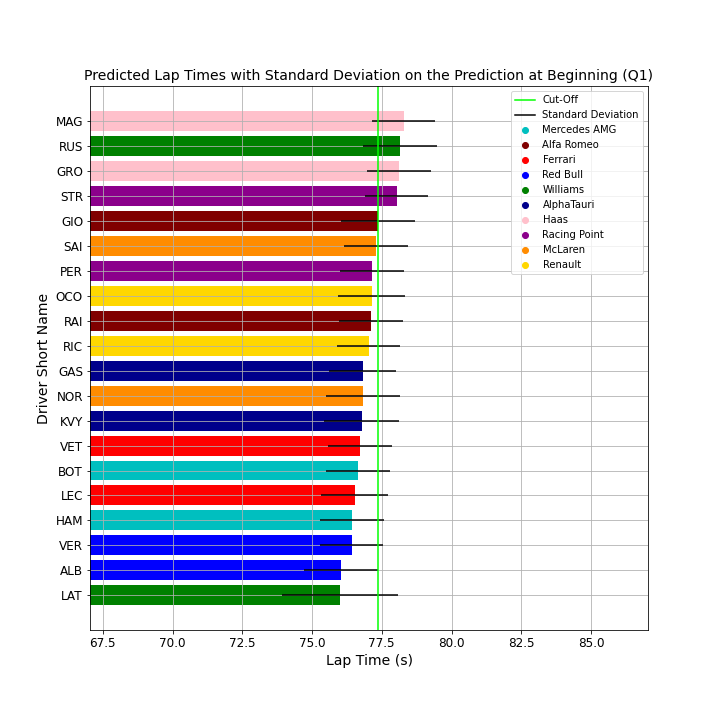 Predicted Lap Times with Standard Deviation on the Prediction at Beginning (Q1)
Cut-Off
Standard Deviation
Mercedes AMG
Alfa Romeo
Ferrari
Red Bull
Williams
AlphaTauri
Haas
Racing Point
McLaren
Renault
Driver Short Name
MAG
RUS
GRO
STR
GIO
SAI
PER
OCO
RAI
RIC
GAS
NOR
KVY
VET
BOT
LEC
HAM
VER
ALB
LAT
67.5 70.0 72.5 75.0 77.5 80.0 82.5 85.0
Lap Time (s)